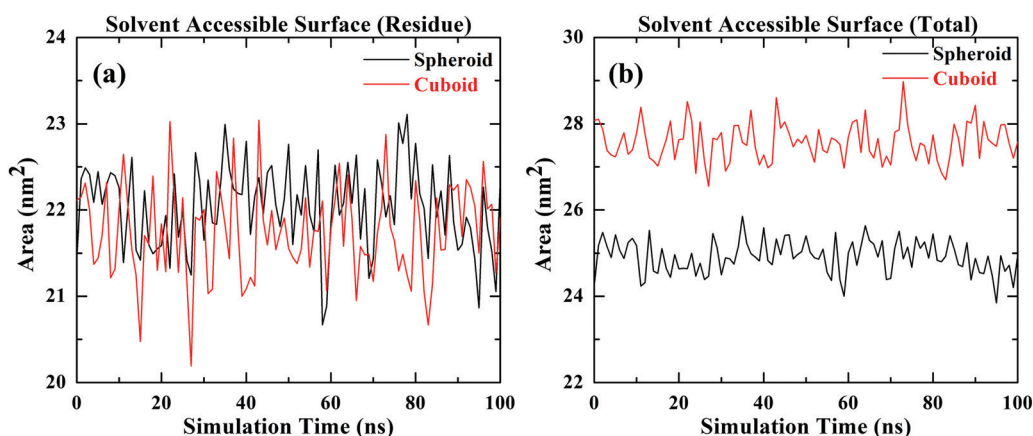 Solvent Accessible Surface (Residue)
24
23
22
21
20
Area (nm²)
(a)
Spheroid
Cuboid
0 20 40 60 80 100
Simulation Time (ns)
Solvent Accessible Surface (Total)
30
28
26
24
22
Area (nm²)
(b)
Spheroid
Cuboid
0 20 40 60 80 100
Simulation Time (ns)